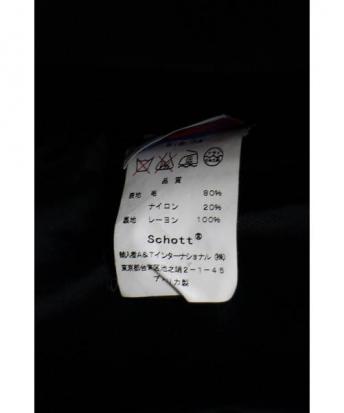 品 質
表地 毛 80%
ナイロン 20%
裏地 レーヨン 100%
Schott®
輸入者A&Tインターナショナル(株)
東京都目黒区池之端2-1-45
アメリカ製